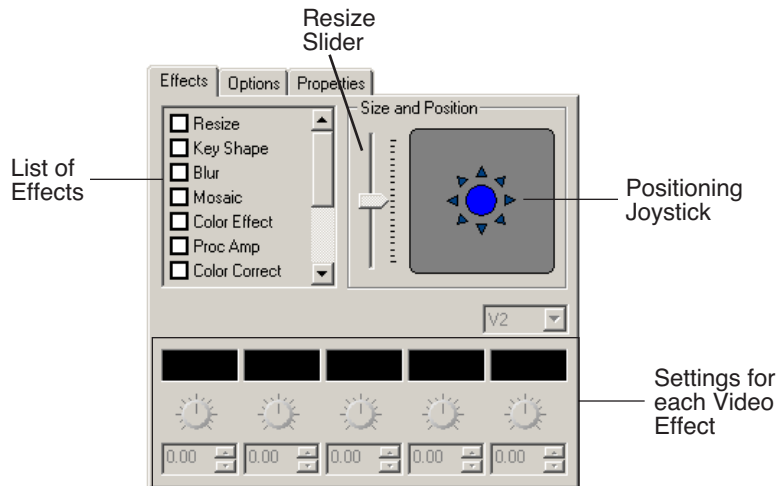 Resize
Slider
Effects Options Properties
Size and Position
Resize
Key Shape
Blur
Mosaic
Color Effect
Proc Amp
Color Correct
List of
Effects
Positioning
Joystick
V2
Settings for
each Video
Effect
0.00 0.00 0.00 0.00 0.00